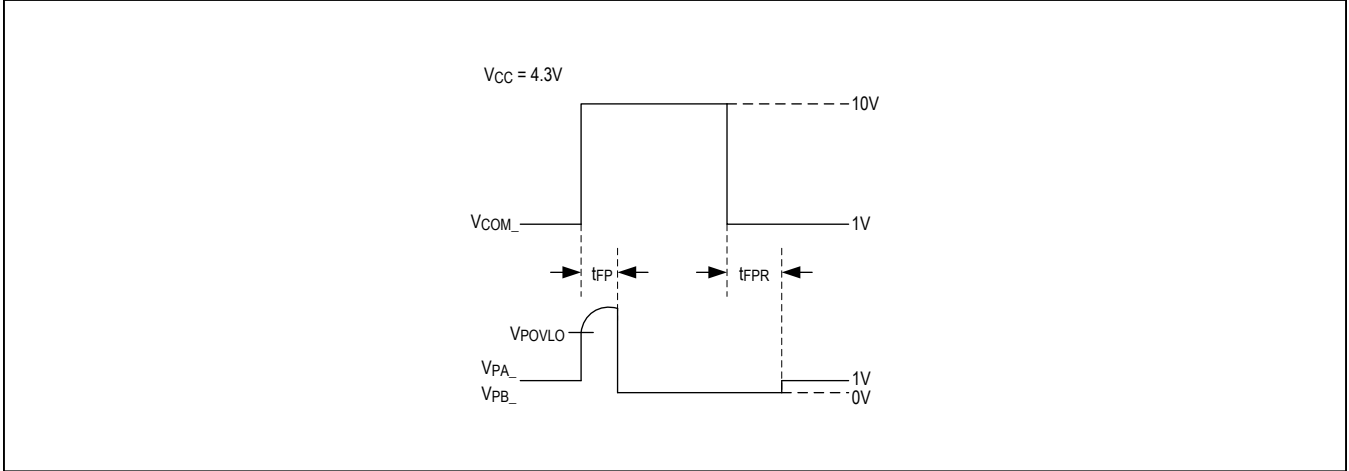 VCC = 4.3V
10V
VCOM_
1V
tFP
tFPR
VPOVLO
VPA_
1V
VPB_
0V